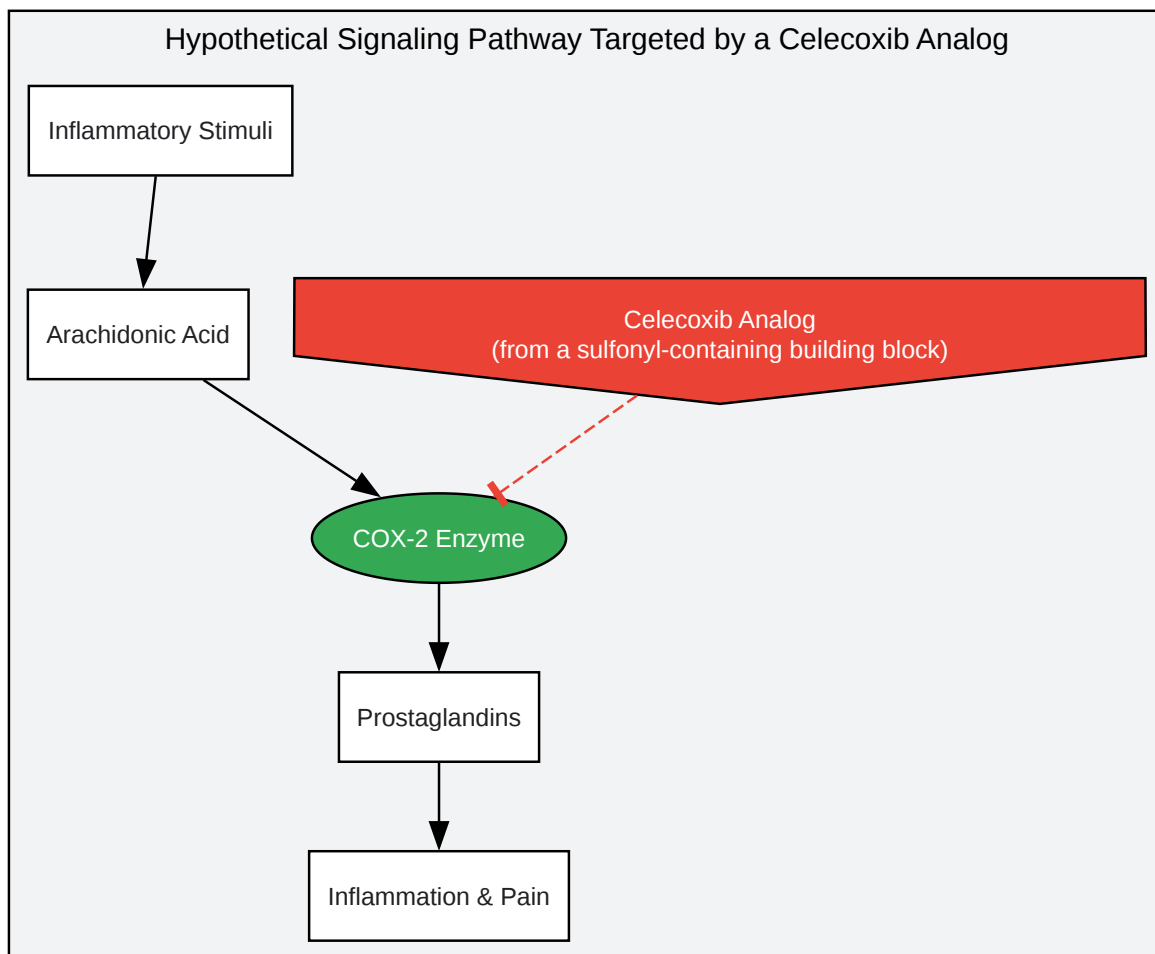 Hypothetical Signaling Pathway Targeted by a Celecoxib Analog
Inflammatory Stimuli
Arachidonic Acid
Celecoxib Analog
(from a sulfonyl-containing building block)
COX-2 Enzyme
Prostaglandins
Inflammation & Pain